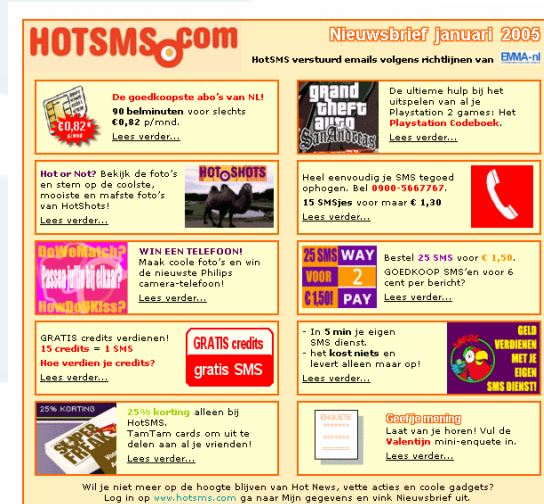 HOTSMS.com
Nieuwsbrief januari 2005
HotSMS verstuurd emails volgens richtlijnen van EMMA-nl
€0,82*
p/mnd
De goedkoopste abo's van NL!
90 belminuten voor slechts
€0,82 p/mnd.
Lees verder...
grand
theft
auto
San Andreas
De ultieme hulp bij het
uitspelen van al je
Playstation 2 games: Het
Playstation Codeboek.
Lees verder...
Hot or Not? Bekijk de foto's
en stem op de coolste,
mooiste en mafste foto's
van HotShots!
Lees verder...
HOT SHOTS
Heel eenvoudig je SMS tegoed
ophogen. Bel 0900-5667767.
15 SMSjes voor maar € 1,30
Lees verder...
DoWeMatch?
Passen jullie bij elkaar?
HowDoUKiss?
WIN EEN TELEFOON!
Maak coole foto's en win
de nieuwste Philips
camera-telefoon!
Lees verder...
25 SMS
VOOR
€ 1,50!
WAY
2
PAY
Bestel 25 SMS voor € 1,50.
GOEDKOOP SMS'en voor 6
cent per bericht?
Lees verder...
GRATIS credits verdienen!
15 credits = 1 SMS
Hoe verdien je credits?
Lees verder...
GRATIS credits
gratis SMS
- In 5 min je eigen
SMS dienst.
- het kost niets en
levert alleen maar op!
Lees verder...
GELD
VERDIENEN
MET JE
EIGEN
SMS DIENST!
25% KORTING
25% korting alleen bij
HotSMS.
TamTam cards om uit te
delen aan al je vrienden!
Lees verder...
ENQUETE
Geef je mening
Laat van je horen! Vul de
Valentijn mini-enquete in.
Lees verder...
Wil je niet meer op de hoogte blijven van Hot News, vette acties en coole gadgets?
Log in op www.hotsms.com ga naar Mijn gegevens en vink Nieuwsbrief uit.